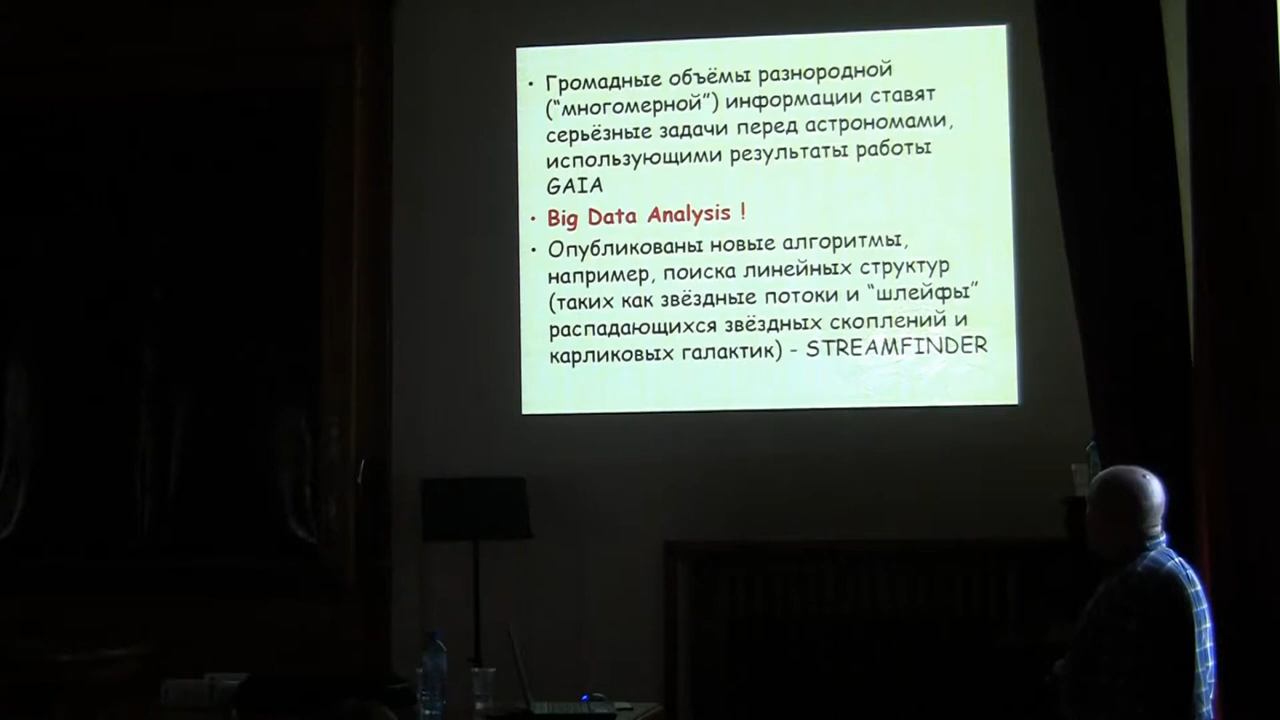 • Громадные объёмы разнородной
("многомерной") информации ставят
серьёзные задачи перед астрономами,
использующими результаты работы
GAIA
• Big Data Analysis !
• Опубликованы новые алгоритмы,
например, поиска линейных структур
(таких как звёздные потоки и "шлейфы"
распадающихся звёздных скоплений и
карликовых галактик) - STREAMFINDER